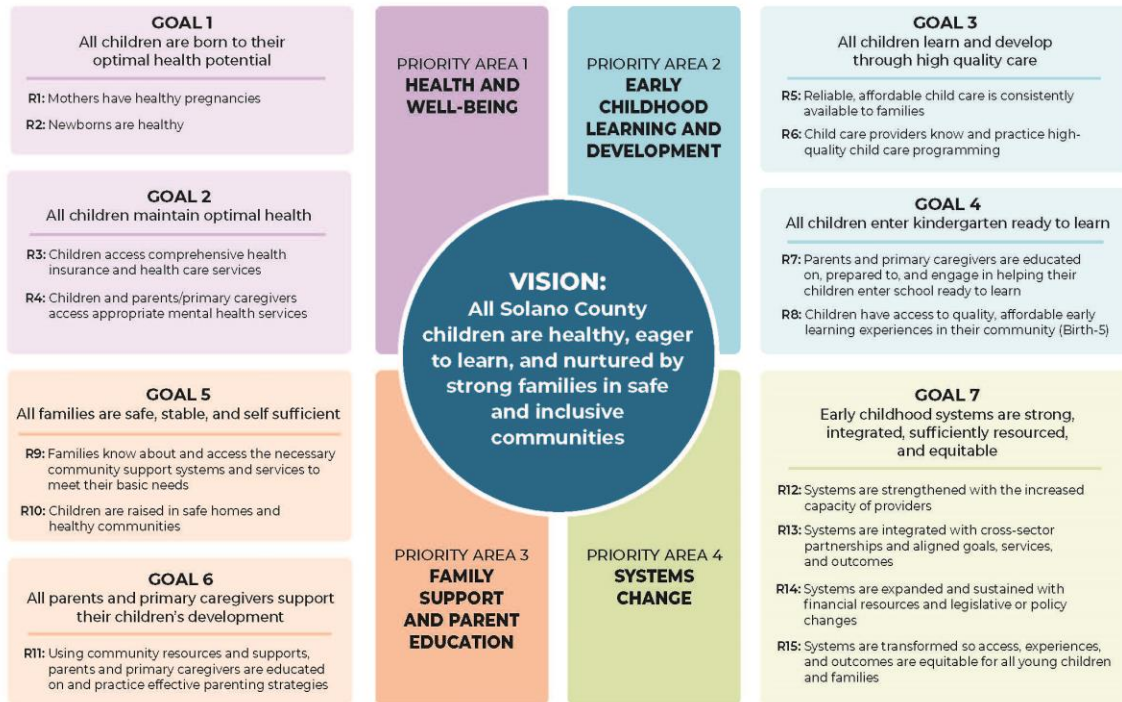 GOAL 1
All children are born to their
optimal health potential
R1: Mothers have healthy pregnancies
R2: Newborns are healthy
GOAL 2
All children maintain optimal health
R3: Children access comprehensive health
insurance and health care services
R4: Children and parents/primary caregivers
access appropriate mental health services
PRIORITY AREA 1
HEALTH AND
WELL-BEING
PRIORITY AREA 2
EARLY
CHILDHOOD
LEARNING AND
DEVELOPMENT
GOAL 3
All children learn and develop
through high quality care
R5: Reliable, affordable child care is consistently
available to families
R6: Child care providers know and practice high-
quality child care programming
GOAL 4
All children enter kindergarten ready to learn
R7: Parents and primary caregivers are educated
on, prepared to, and engage in helping their
children enter school ready to learn
R8: Children have access to quality, affordable early
learning experiences in their community (Birth-5)
VISION:
All Solano County
children are healthy, eager
to learn, and nurtured by
strong families in safe
and inclusive
communities
GOAL 5
All families are safe, stable, and self sufficient
R9: Families know about and access the necessary
community support systems and services to
meet their basic needs
R10: Children are raised in safe homes and
healthy communities
GOAL 6
All parents and primary caregivers support
their children's development
R11: Using community resources and supports,
parents and primary caregivers are educated
on and practice effective parenting strategies
PRIORITY AREA 3
FAMILY
SUPPORT
AND PARENT
EDUCATION
PRIORITY AREA 4
SYSTEMS
CHANGE
GOAL 7
Early childhood systems are strong,
integrated, sufficiently resourced,
and equitable
R12: Systems are strengthened with the increased
capacity of providers
R13: Systems are integrated with cross-sector
partnerships and aligned goals, services,
and outcomes
R14: Systems are expanded and sustained with
financial resources and legislative or policy
changes
R15: Systems are transformed so access, experiences,
and outcomes are equitable for all young children
and families